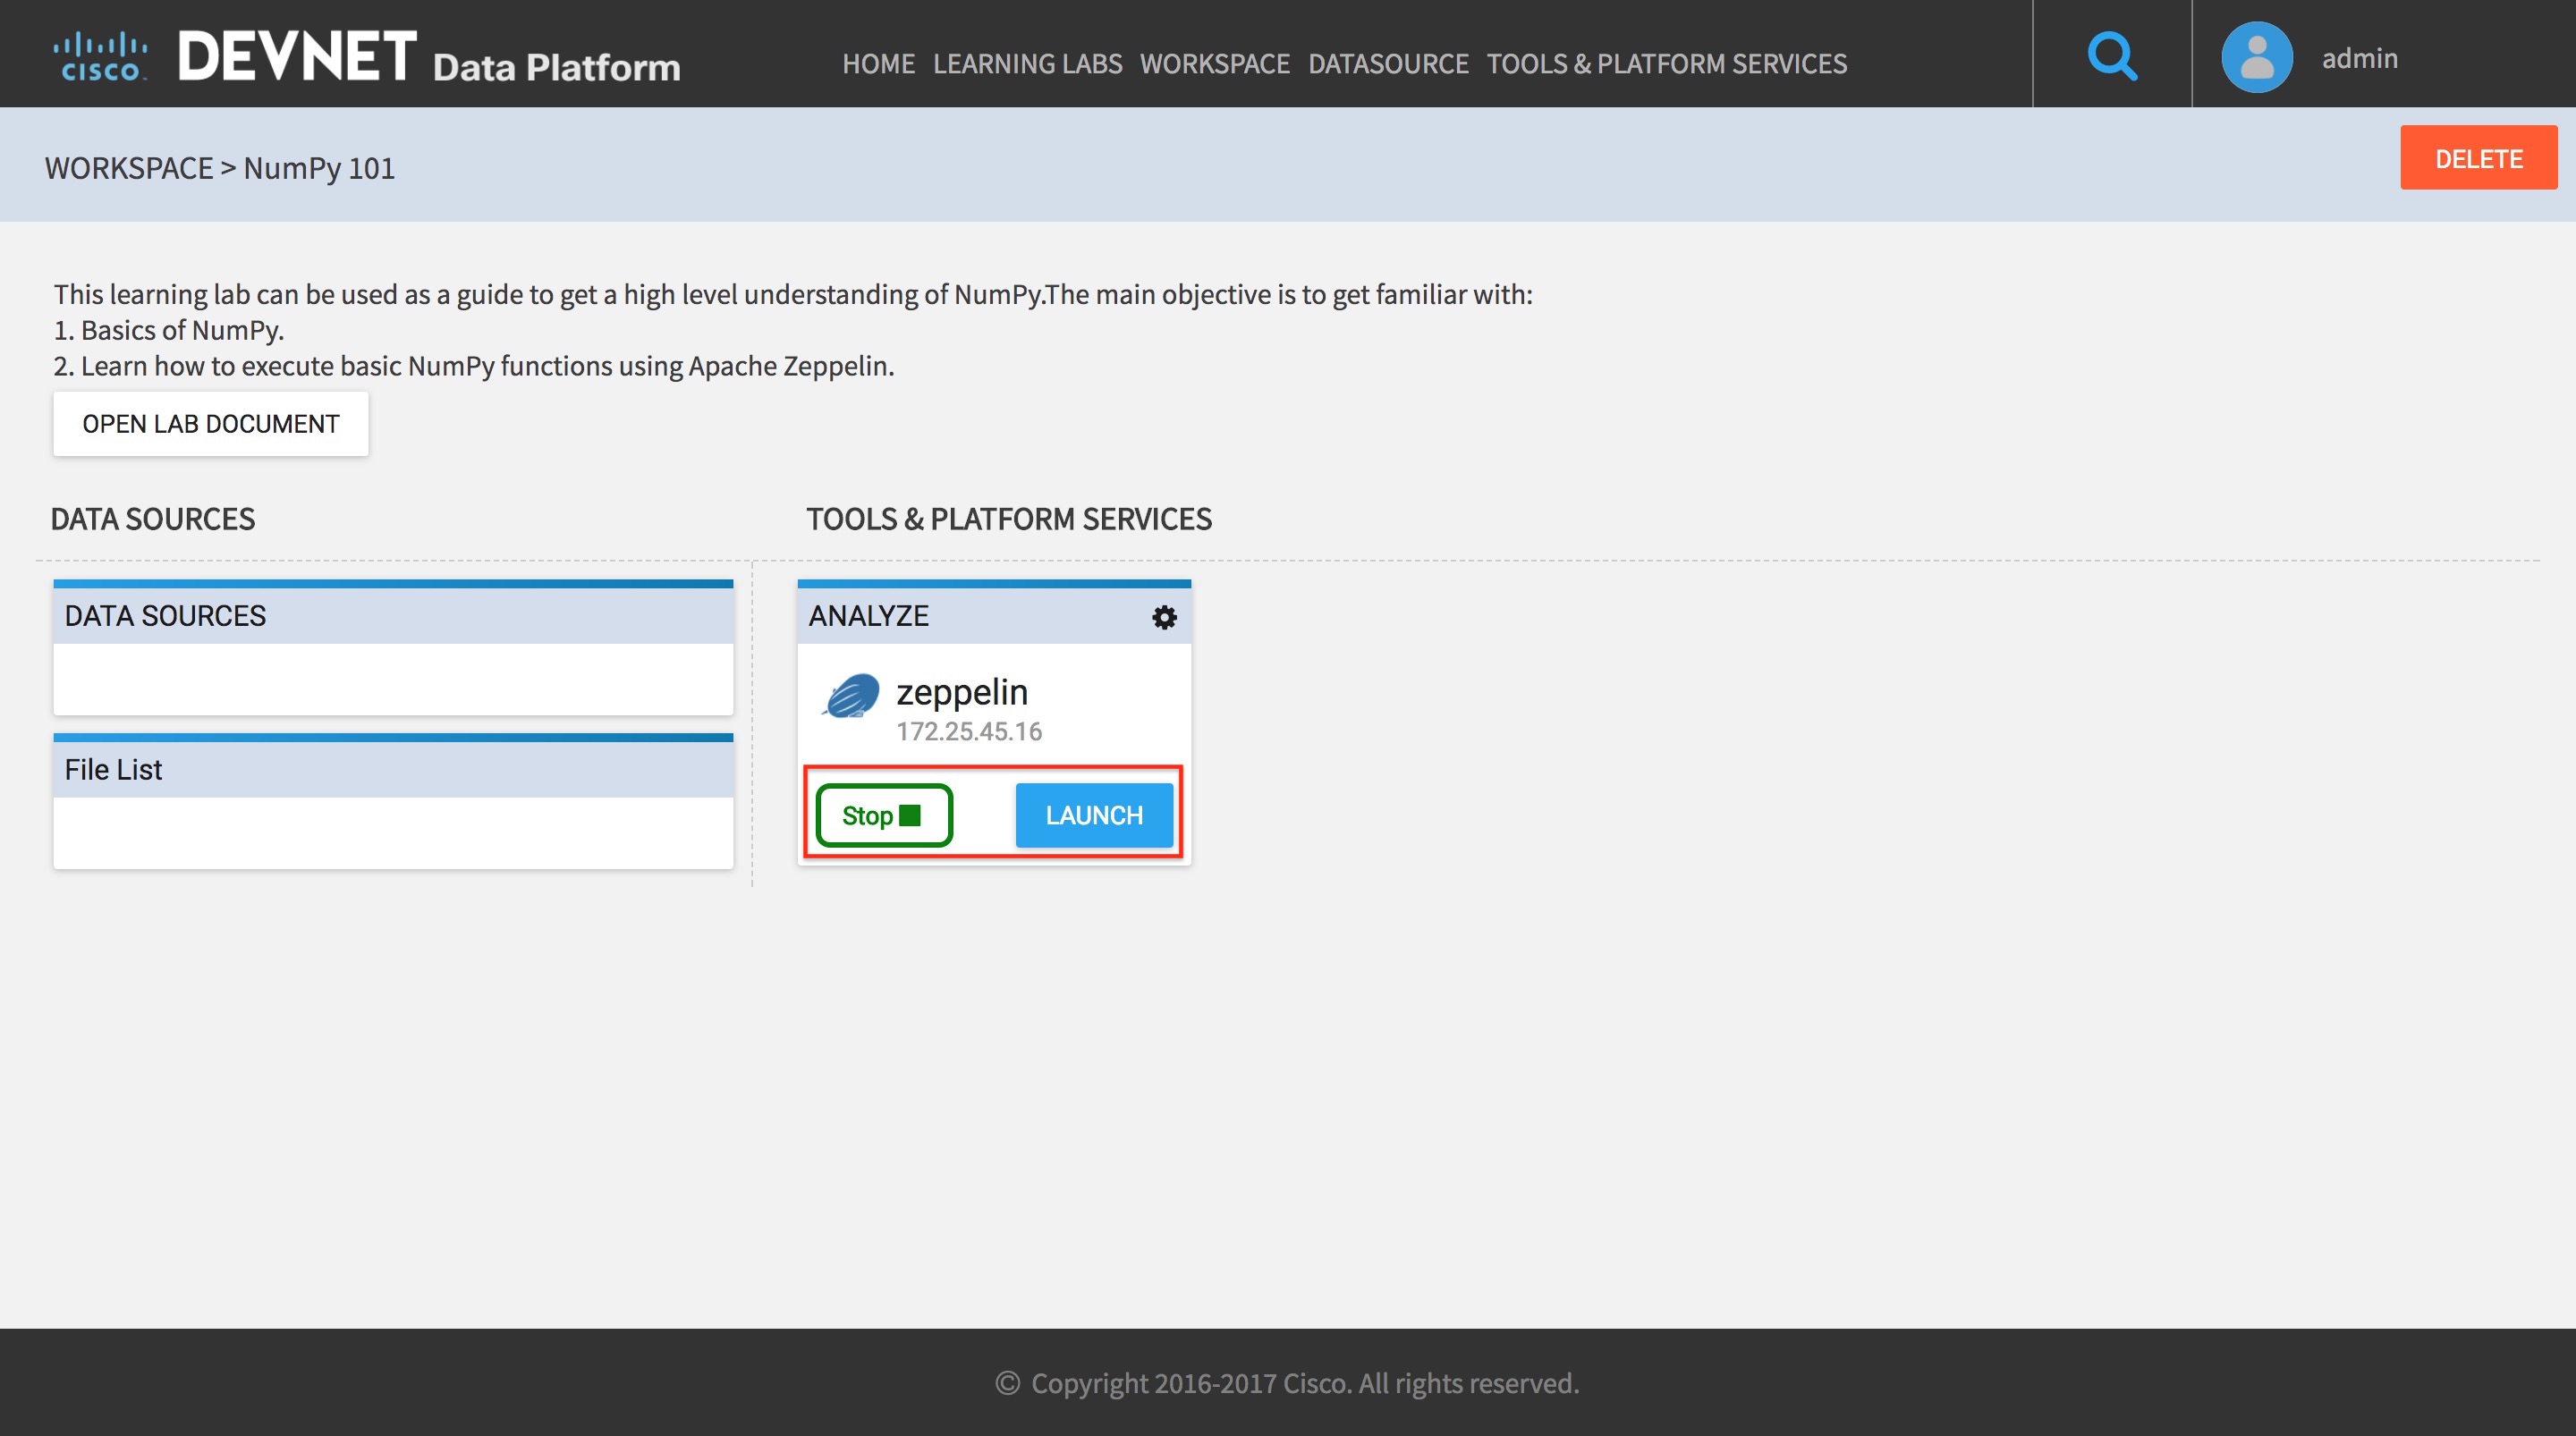 CISCO DEVNET Data Platform HOME LEARNING LABS WORKSPACE DATASOURCE TOOLS & PLATFORM SERVICES admin
WORKSPACE > NumPy 101 DELETE
This learning lab can be used as a guide to get a high level understanding of NumPy.The main objective is to get familiar with:
1. Basics of NumPy.
2. Learn how to execute basic NumPy functions using Apache Zeppelin.
OPEN LAB DOCUMENT
DATA SOURCES
DATA SOURCES
File List
TOOLS & PLATFORM SERVICES
ANALYZE
zeppelin
172.25.45.16
Stop LAUNCH
© Copyright 2016-2017 Cisco. All rights reserved.